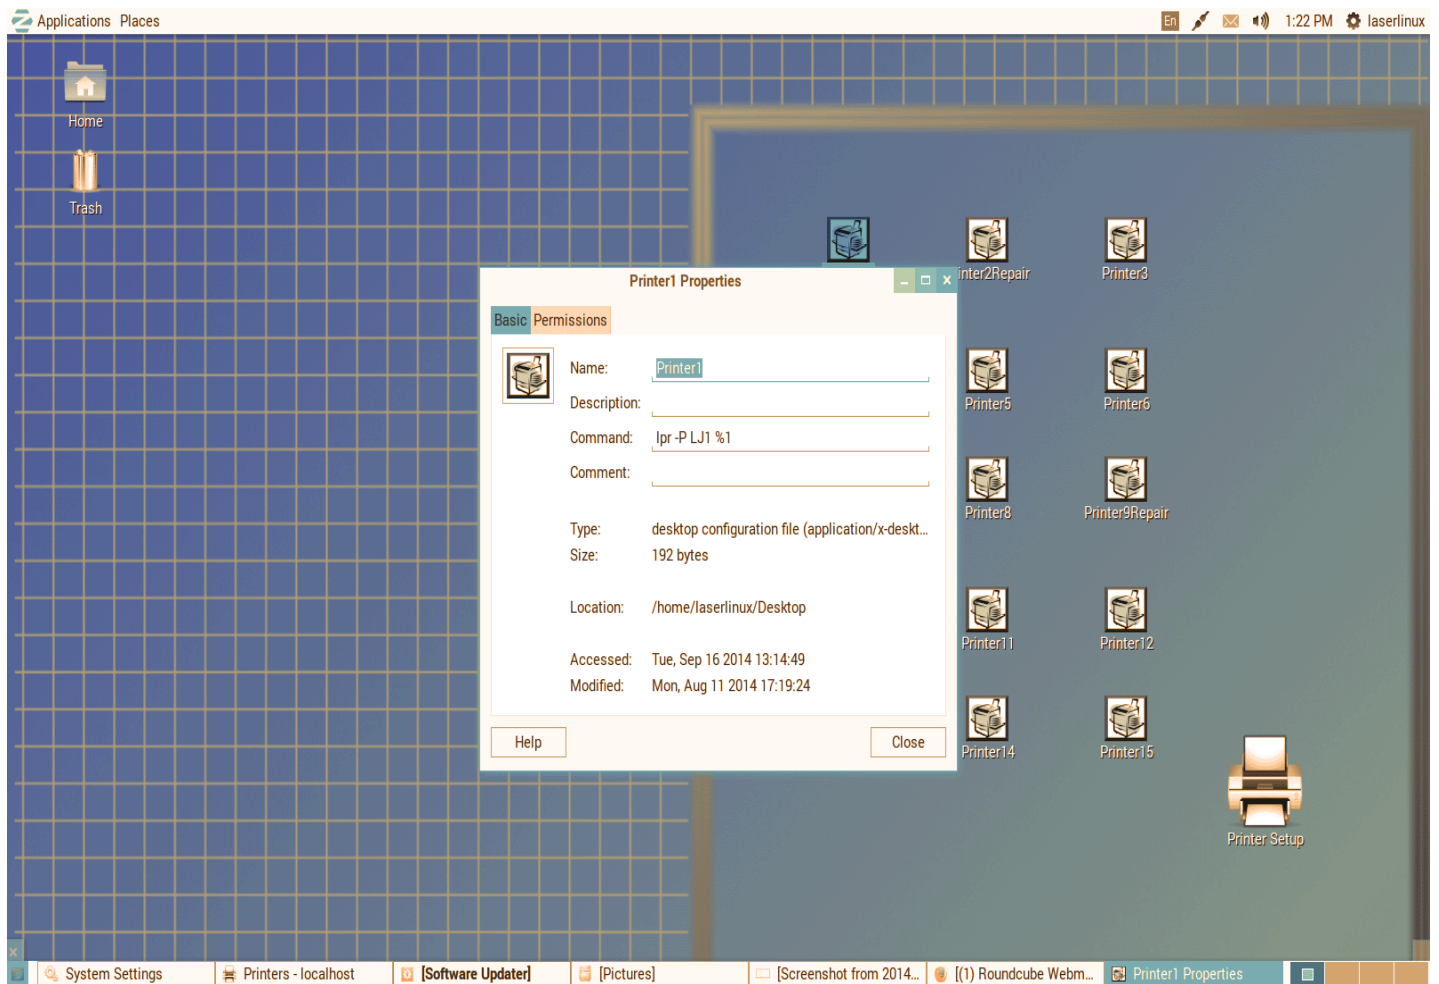 Applications Places
En 1:22 PM laserlinux
Home
Trash
inter2Repair
Printer3
Printer1 Properties
Basic Permissions
Name: Printer1
Description:
Command: lpr -P LJ1 %1
Comment:
Type: desktop configuration file (application/x-deskt...
Size: 192 bytes
Location: /home/laserlinux/Desktop
Accessed: Tue, Sep 16 2014 13:14:49
Modified: Mon, Aug 11 2014 17:19:24
Help Close
Printer5
Printer6
Printer8
Printer9Repair
Printer11
Printer12
Printer14
Printer15
Printer Setup
System Settings
Printers - localhost
[Software Updater]
[Pictures]
[Screenshot from 2014...
[(1) Roundcube Webm...
Printer1 Properties